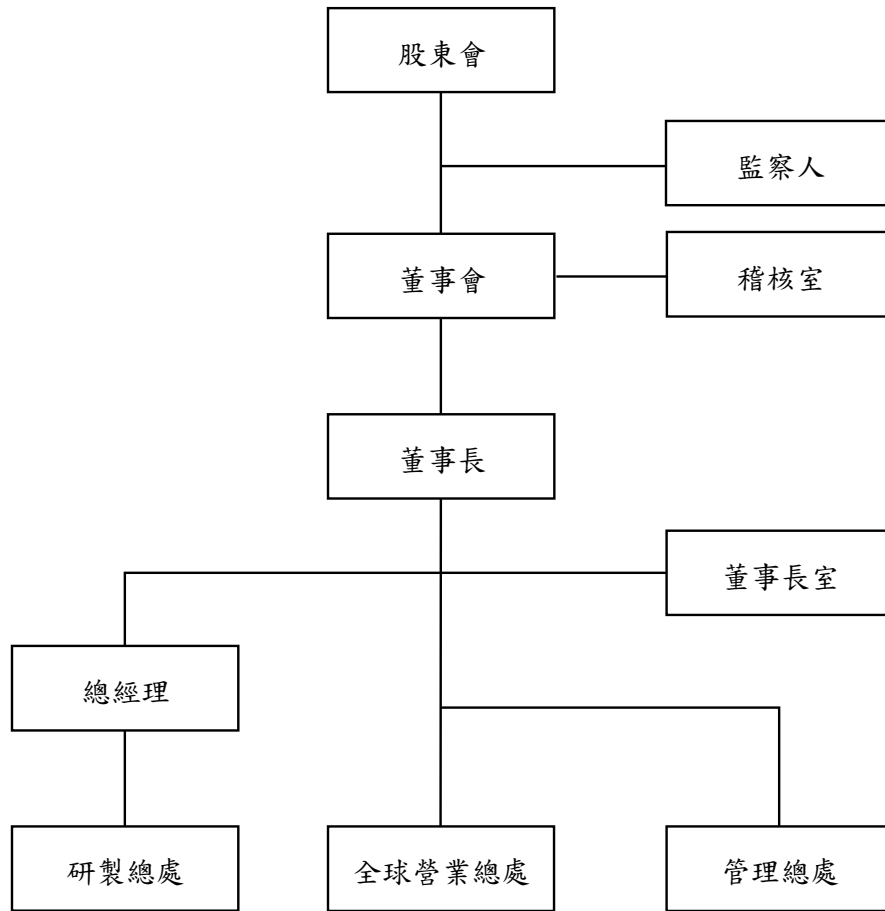 股東會
監察人
董事會
稽核室
董事長
董事長室
總經理
研製總處
全球營業總處
管理總處